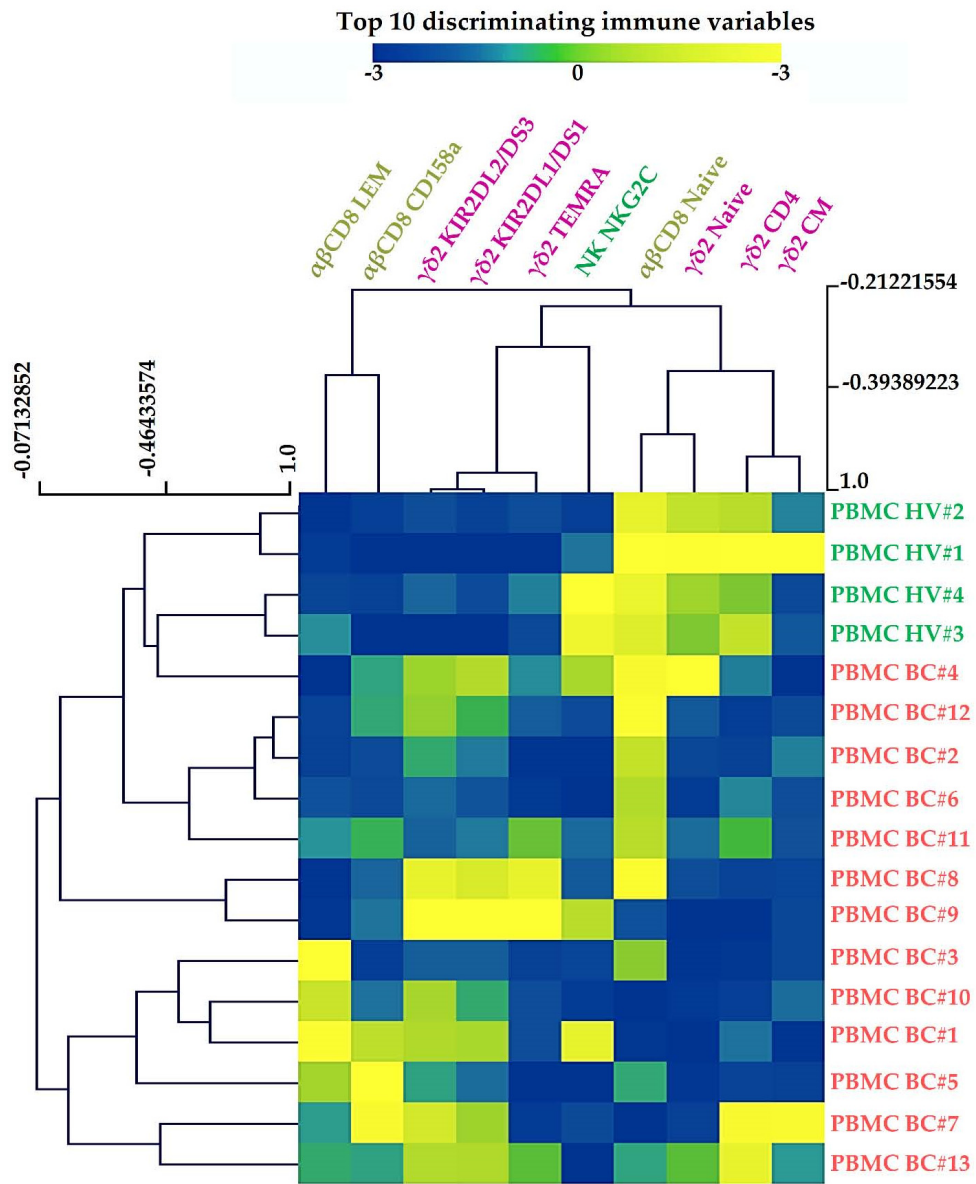 Top 10 discriminating immune variables
-3 0 -3
αβCD8 LEM
αβCD8 CD158a
γδ2 KIR2DL2/DS3
γδ2 KIR2DL1/DS1
γδ2 TEMRA
NK NKG2C
αβCD8 Naive
γδ2 Naive
γδ2 CD4
γδ2 CM
-0.21221554
-0.39389223
1.0
-0.07132852
-0.46433574
1.0
PBMC HV#2
PBMC HV#1
PBMC HV#4
PBMC HV#3
PBMC BC#4
PBMC BC#12
PBMC BC#2
PBMC BC#6
PBMC BC#11
PBMC BC#8
PBMC BC#9
PBMC BC#3
PBMC BC#10
PBMC BC#1
PBMC BC#5
PBMC BC#7
PBMC BC#13